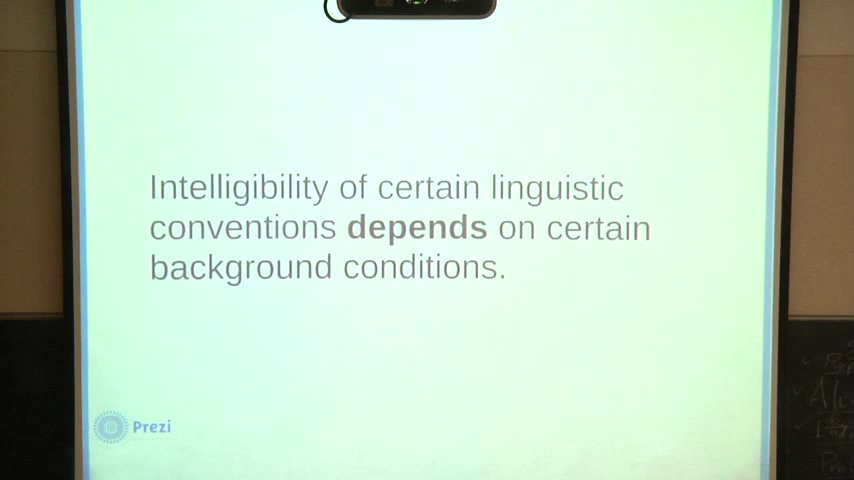 Intelligibility of certain linguistic
conventions depends on certain
background conditions.
Prezi